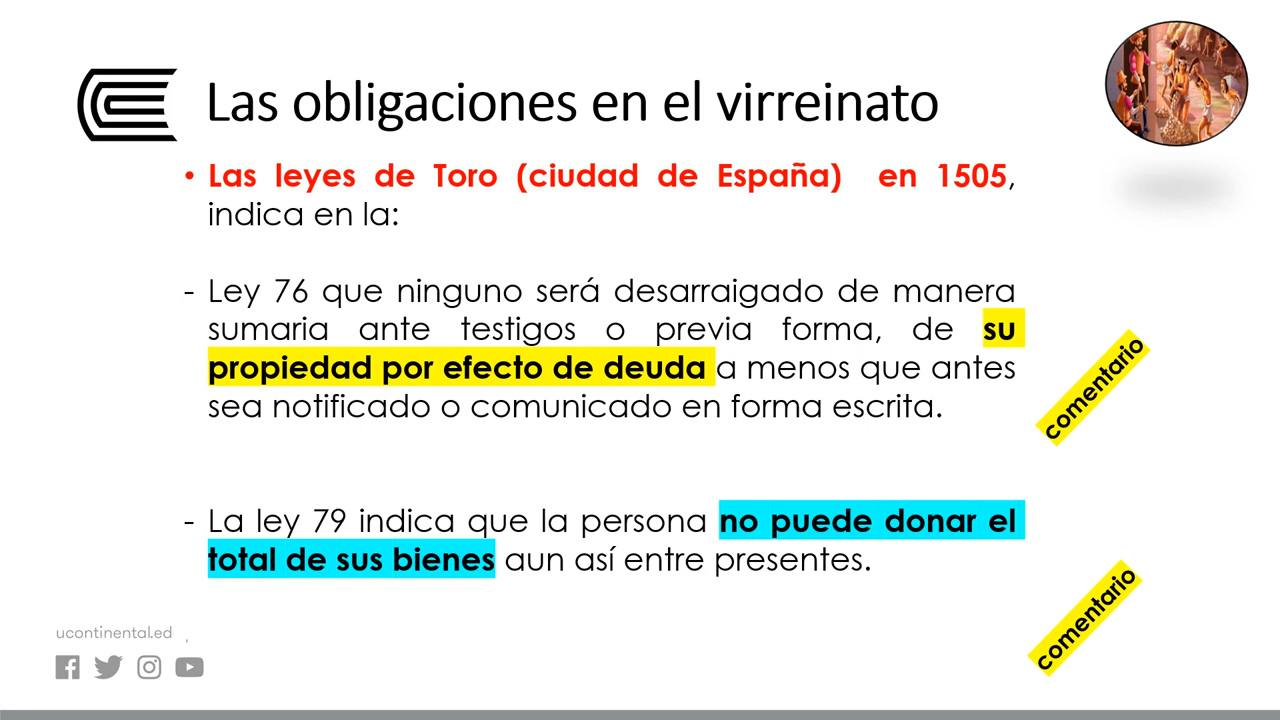 Las obligaciones en el virreinato
• Las leyes de Toro (ciudad de España) en 1505,
indica en la:
- Ley 76 que ninguno será desarraigado de manera
sumaria ante testigos o previa forma, de su
propiedad por efecto de deuda a menos que antes
sea notificado o comunicado en forma escrita.
comentario
- La ley 79 indica que la persona no puede donar el
total de sus bienes aun así entre presentes.
comentario
ucontinental.ed